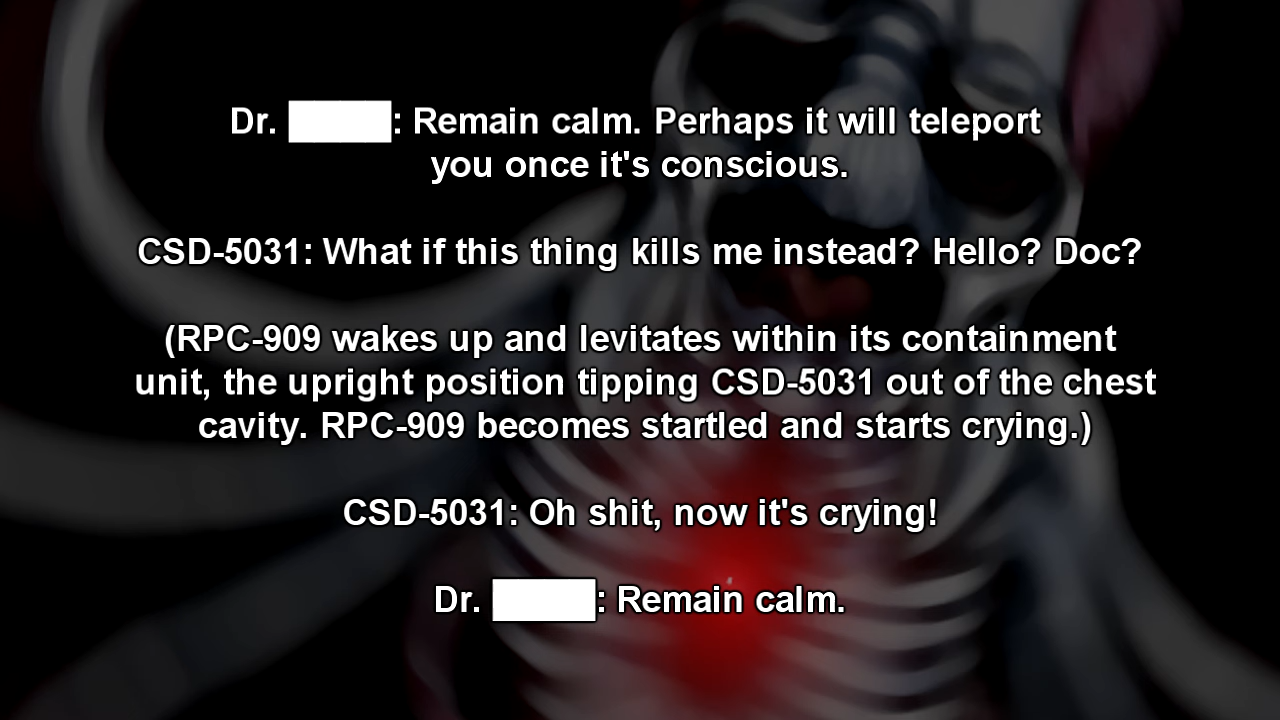 Dr. : Remain calm. Perhaps it will teleport
you once it's conscious.
CSD-5031: What if this thing kills me instead? Hello? Doc?
(RPC-909 wakes up and levitates within its containment
unit, the upright position tipping CSD-5031 out of the chest
cavity. RPC-909 becomes startled and starts crying.)
CSD-5031: Oh shit, now it's crying!
Dr. : Remain calm.